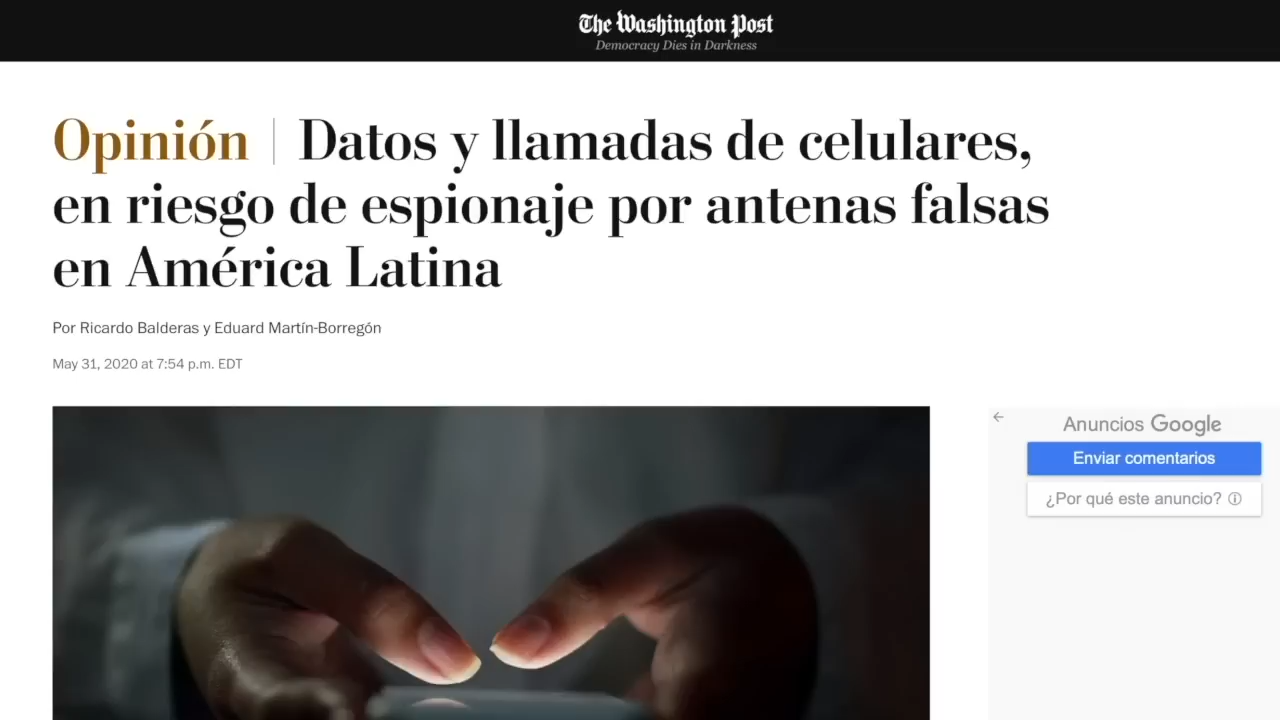 The Washington Post
Democracy Dies in Darkness
Opinión | Datos y llamadas de celulares,
en riesgo de espionaje por antenas falsas
en América Latina
Por Ricardo Balderas y Eduard Martín-Borregón
May 31, 2020 at 7:54 p.m. EDT
Anuncios Google
Enviar comentarios
¿Por qué este anuncio?